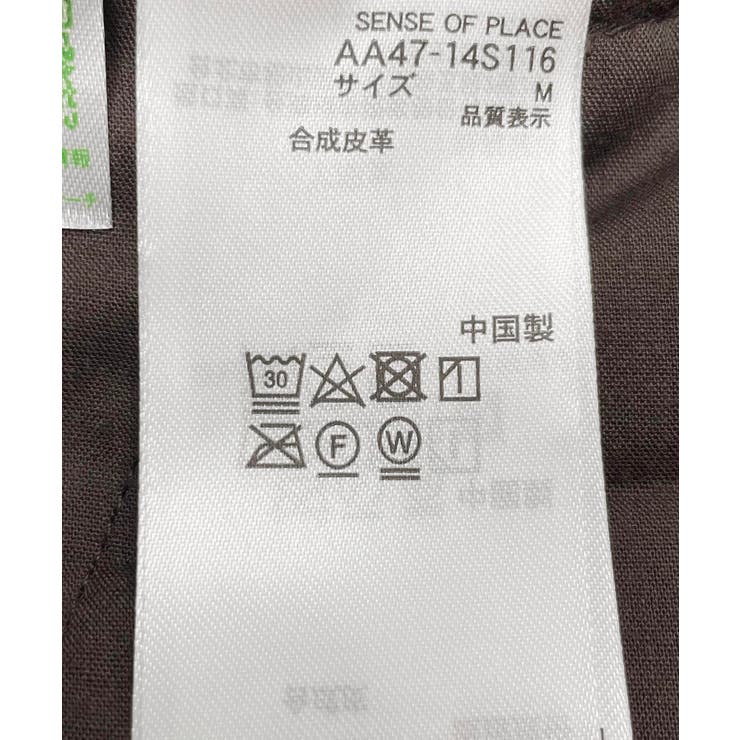 SENSE OF PLACE
AA47-14S116
サイズ M
品質表示
合成皮革
中国製
30
F W